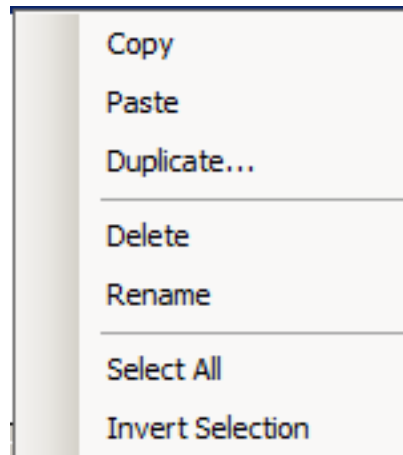 Copy
Paste
Duplicate...
Delete
Rename
Select All
Invert Selection